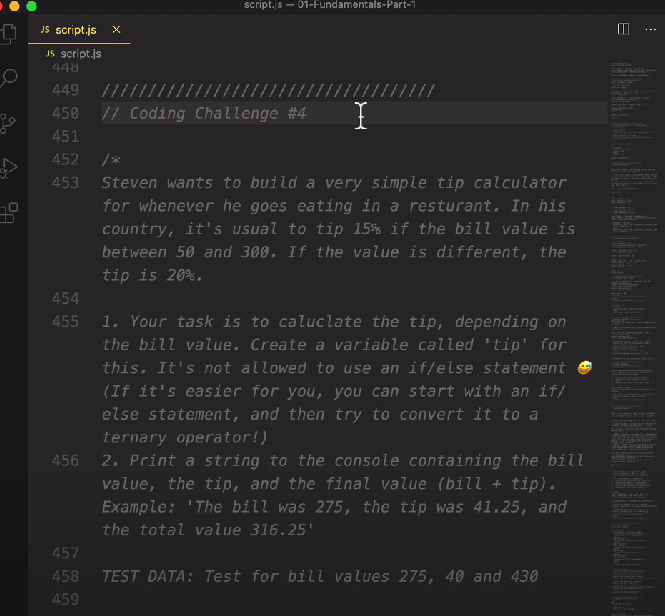 script.js — 01-Fundamentals-Part-1
JS script.js ×
JS script.js
448
449 ////////////////////////////////////
450 // Coding Challenge #4
451
452 /*
453 Steven wants to build a very simple tip calculator
for whenever he goes eating in a resturant. In his
country, it's usual to tip 15% if the bill value is
between 50 and 300. If the value is different, the
tip is 20%.
454
455 1. Your task is to caluclate the tip, depending on
the bill value. Create a variable called 'tip' for
this. It's not allowed to use an if/else statement 😅
(If it's easier for you, you can start with an if/
else statement, and then try to convert it to a
ternary operator!)
456 2. Print a string to the console containing the bill
value, the tip, and the final value (bill + tip).
Example: 'The bill was 275, the tip was 41.25, and
the total value 316.25'
457
458 TEST DATA: Test for bill values 275, 40 and 430
459